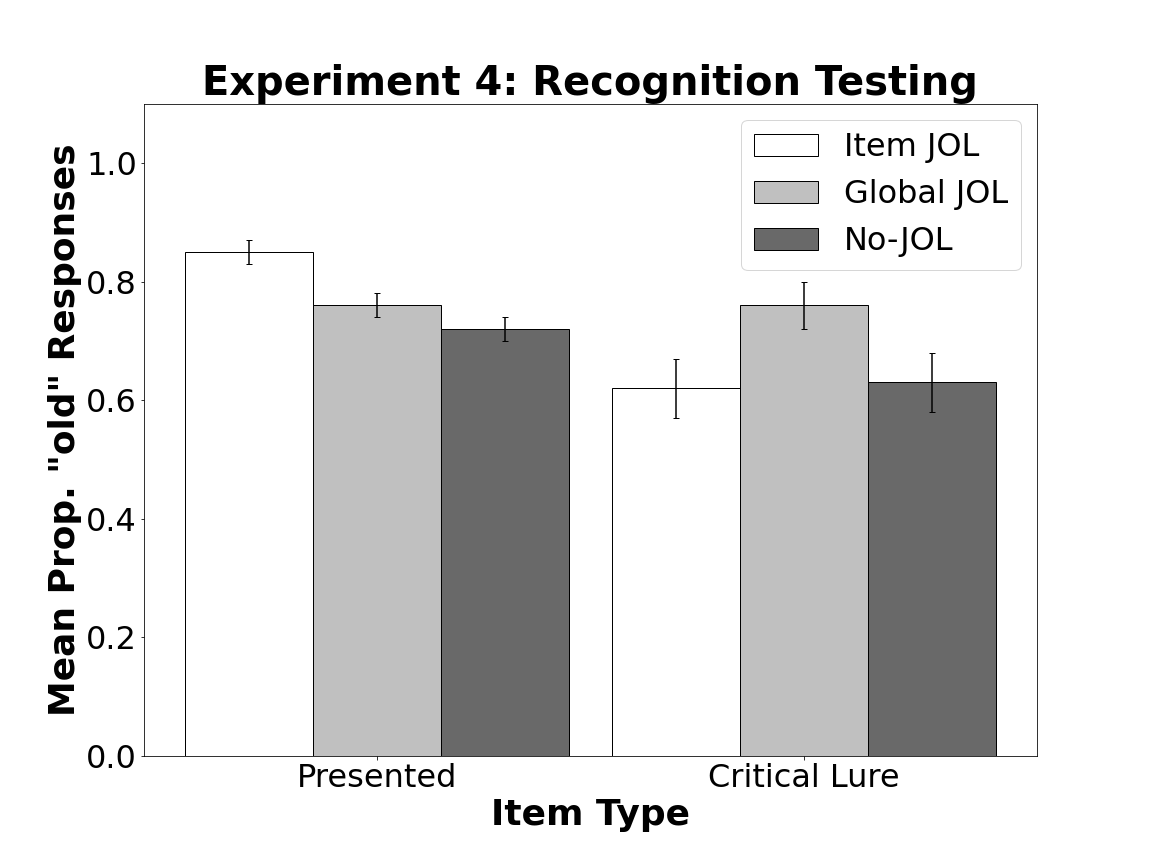 Experiment 4: Recognition Testing
Mean Prop. "old" Responses
1.0
0.8
0.6
0.4
0.2
0.0
Item JOL
Global JOL
No-JOL
Presented
Critical Lure
Item Type